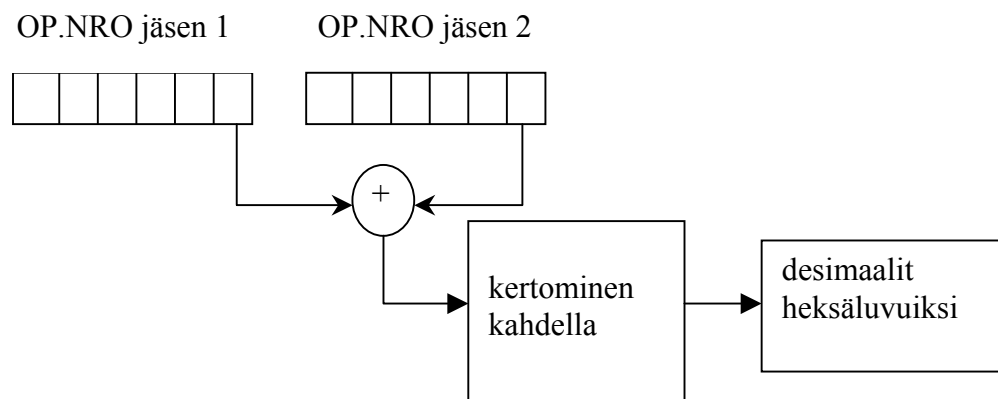 OP.NRO jäsen 1
OP.NRO jäsen 2
+
kertominen
kahdella
desimaalit
heksäluvuiksi